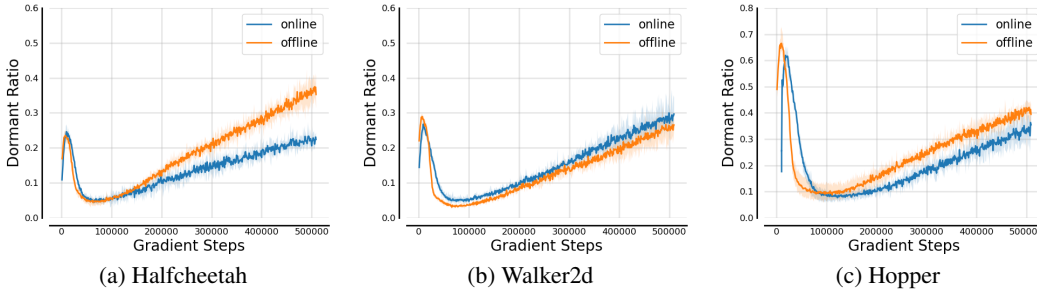 0.6
0.5
0.4
0.3
0.2
0.1
0.0
Dormant Ratio
online
offline
0 100000 200000 300000 400000 500000
Gradient Steps
(a) Halfcheetah
0.6
0.5
0.4
0.3
0.2
0.1
0.0
Dormant Ratio
online
offline
0 100000 200000 300000 400000 500000
Gradient Steps
(b) Walker2d
0.8
0.7
0.6
0.5
0.4
0.3
0.2
0.1
0.0
Dormant Ratio
online
offline
0 100000 200000 300000 400000 500000
Gradient Steps
(c) Hopper